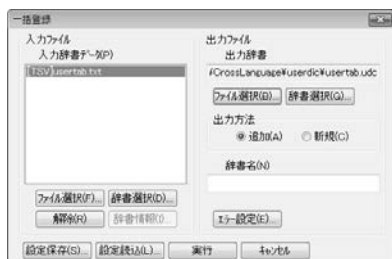 一括登録
入力ファイル
入力辞書データ(P)
[TSV]usertab.txt
ファイル選択(F)... 辞書選択(D)...
解除(R) 辞書情報(I)...
出力ファイル
出力辞書
/CrossLanguage¥userdic¥usertab.udc
ファイル選択(B)... 辞書選択(G)...
出力方法
追加(A) 新規(C)
辞書名(N)
エラー設定(E)...
設定保存(S)... 設定読込(L)... 実行 キャンセル